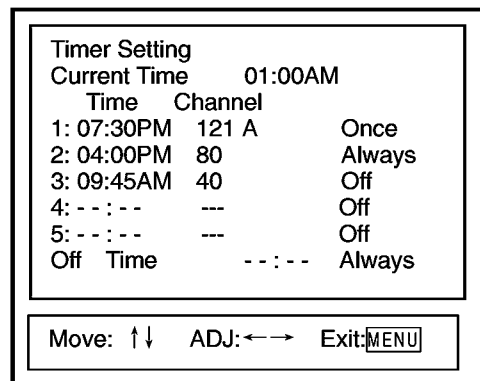 Timer Setting
Current Time 01:00AM
Time Channel
1: 07:30PM 121 A Once
2: 04:00PM 80 Always
3: 09:45AM 40 Off
4: - - : - - --- Off
5: - - : - - --- Off
Off Time - - : - - Always
Move: ↑↓ ADJ:←→ Exit:MENU